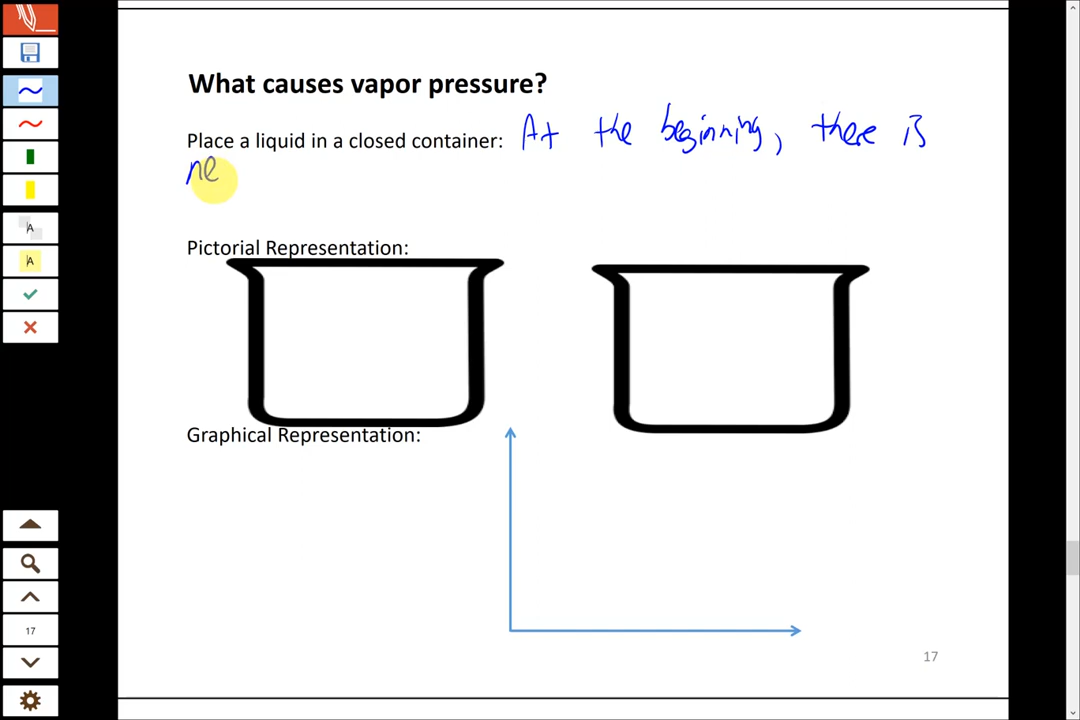 What causes vapor pressure?
Place a liquid in a closed container: At the beginning, there is
ne
Pictorial Representation:
Graphical Representation:
17
17
A
A